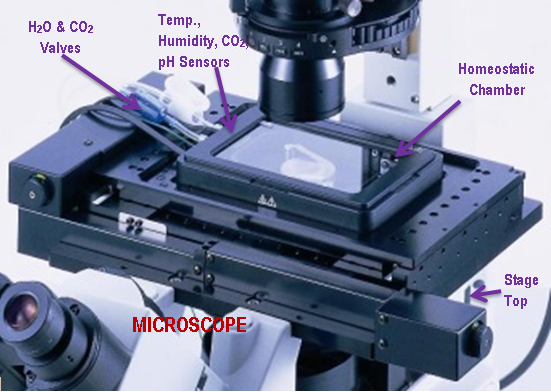 H₂O & CO₂
Valves
Temp.,
Humidity, CO₂,
pH Sensors
Homeostatic
Chamber
Stage
Top
MICROSCOPE